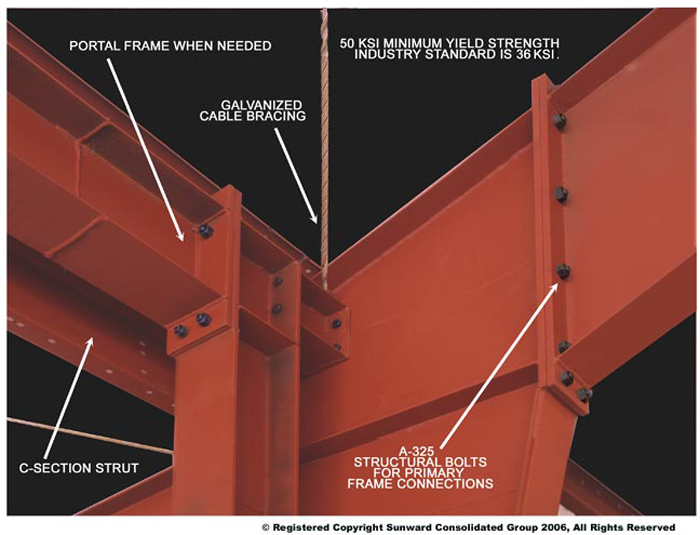 PORTAL FRAME WHEN NEEDED
50 KSI MINIMUM YIELD STRENGTH
INDUSTRY STANDARD IS 36 KSI.
GALVANIZED
CABLE BRACING
C-SECTION STRUT
A-325
STRUCTURAL BOLTS
FOR PRIMARY
FRAME CONNECTIONS
© Registered Copyright Sunward Consolidated Group 2006, All Rights Reserved